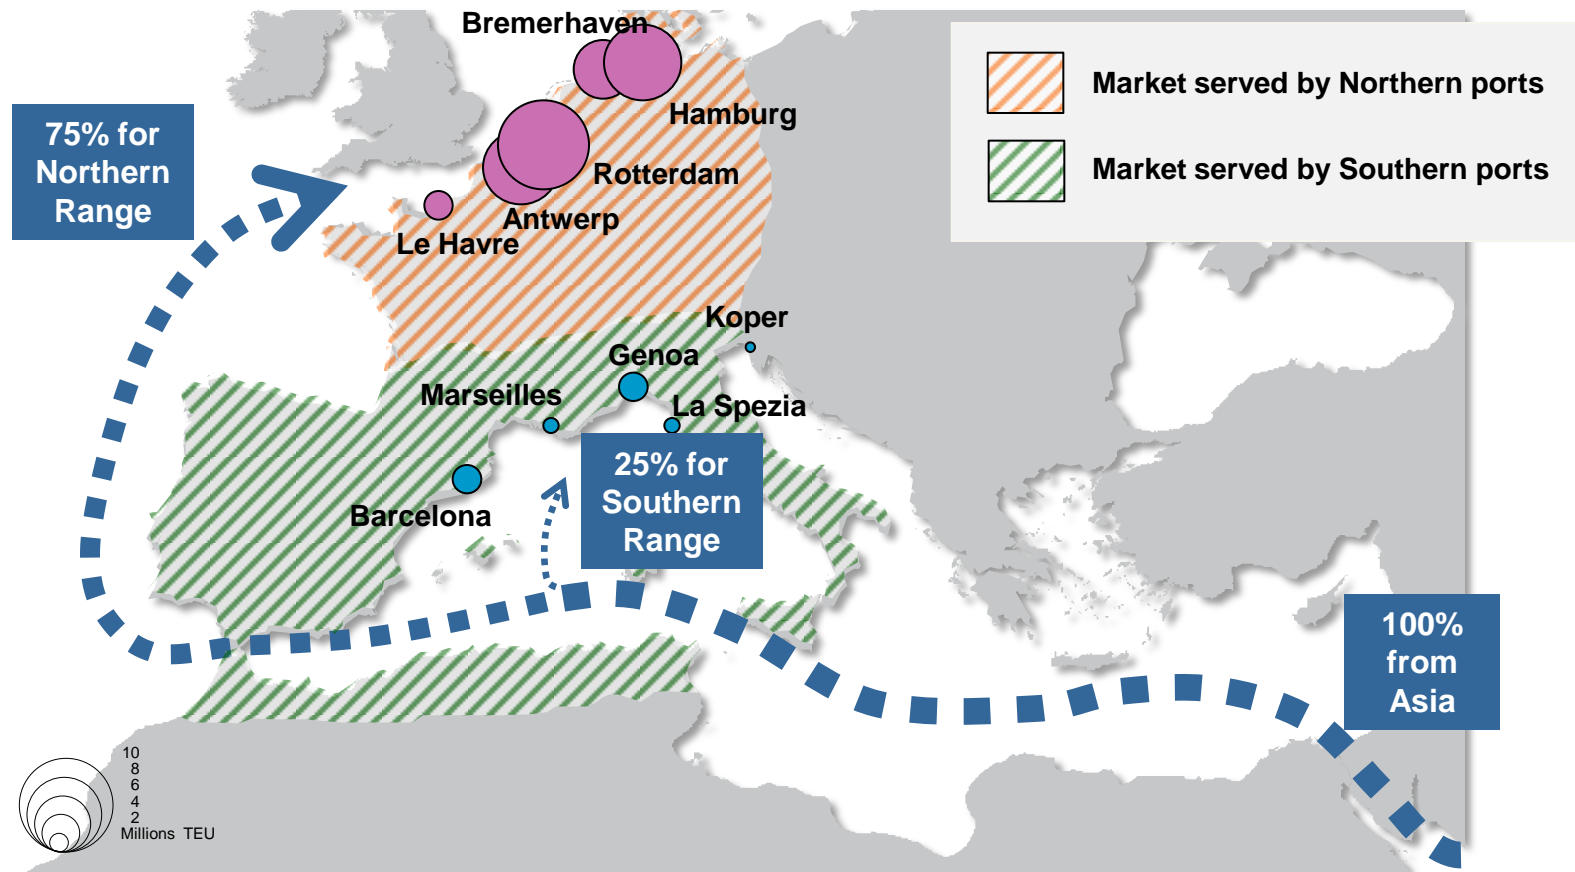 Bremerhaven
Market served by Northern ports
Hamburg
75% for
Northern
Range
Market served by Southern ports
Rotterdam
Antwerp
Le Havre
Koper
Genoa
Marseilles
La Spezia
25% for
Southern
Range
Barcelona
100%
from
Asia
10
8
6
4
2
Millions TEU